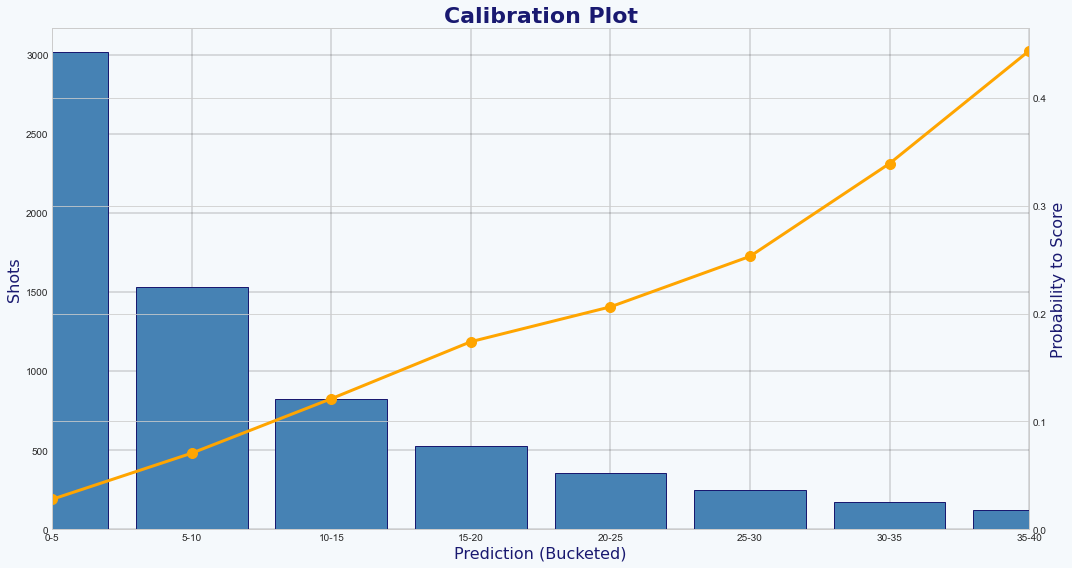 Calibration Plot
Shots
3000
2500
2000
1500
1000
500
0
0.4
0.3
0.2
0.1
0.0
Probability to Score
0-5 5-10 10-15 15-20 20-25 25-30 30-35 35-40
Prediction (Bucketed)